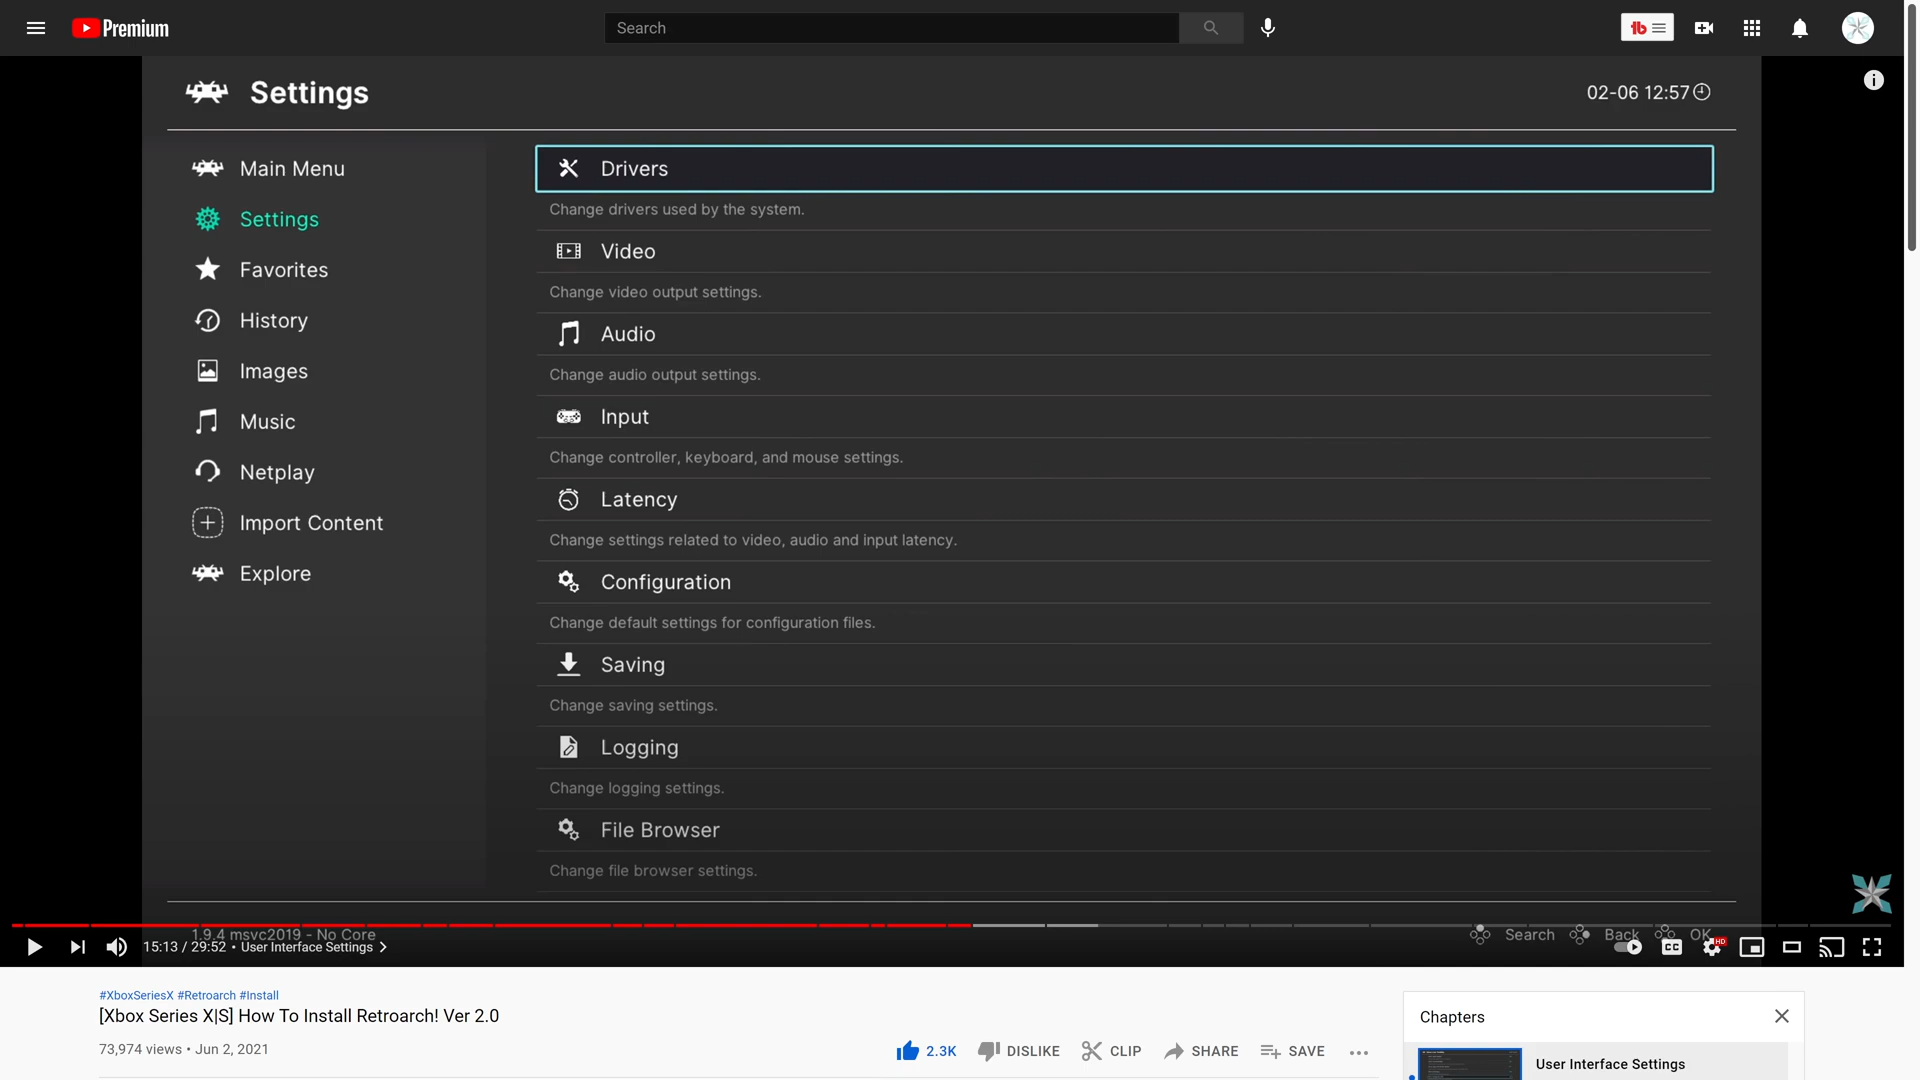 Premium
Search
Settings
02-06 12:57
Main Menu
Settings
Favorites
History
Images
Music
Netplay
Import Content
Explore
Drivers
Change drivers used by the system.
Video
Change video output settings.
Audio
Change audio output settings.
Input
Change controller, keyboard, and mouse settings.
Latency
Change settings related to video, audio and input latency.
Configuration
Change default settings for configuration files.
Saving
Change saving settings.
Logging
Change logging settings.
File Browser
Change file browser settings.
1.9.4 msvc2019 - No Core
Search
Back
OK
15:13 / 29:52 • User Interface Settings
CC
HD
#XboxSeriesX #Retroarch #Install
[Xbox Series X|S] How To Install Retroarch! Ver 2.0
73,974 views • Jun 2, 2021
2.3K
DISLIKE
CLIP
SHARE
SAVE
Chapters
User Interface Settings